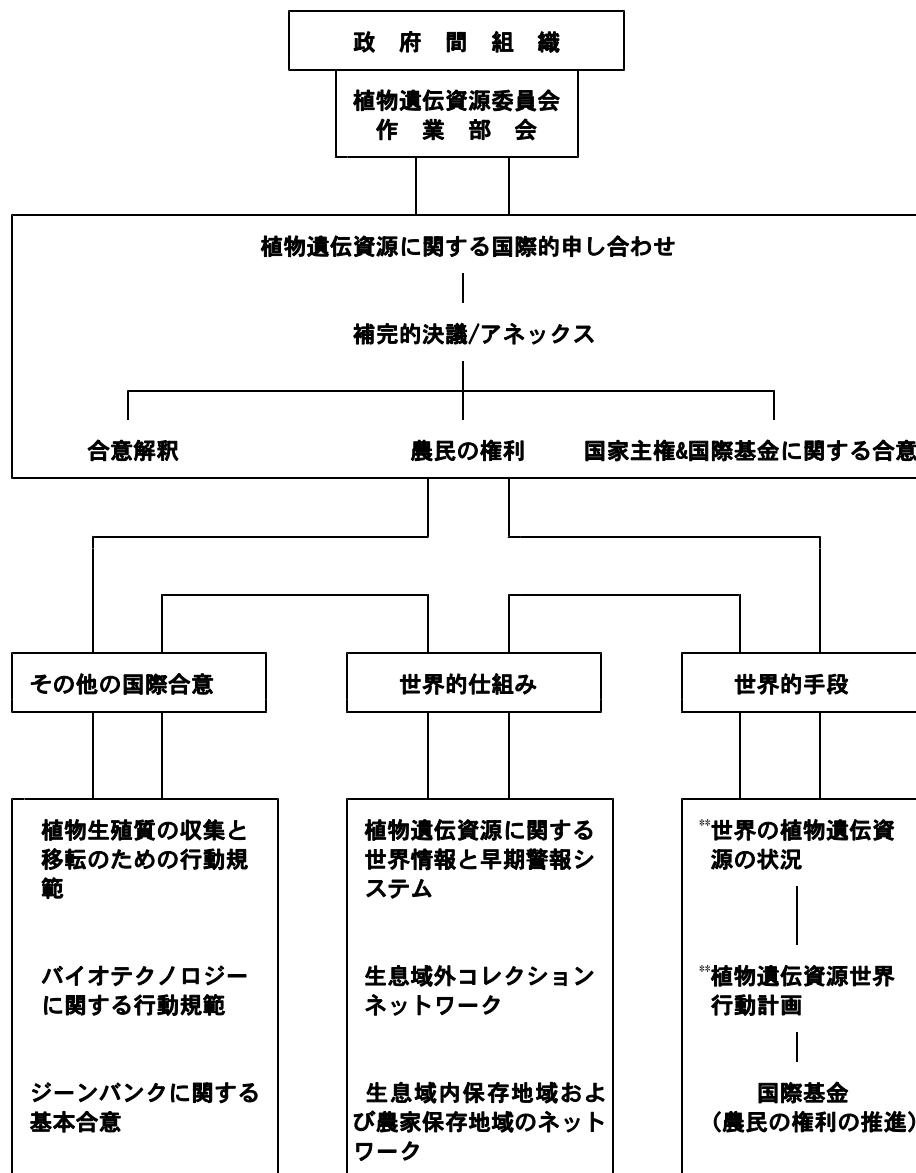 政 府 間 組 織
植物遺伝資源委員会
作 業 部 会
植物遺伝資源に関する国際的申し合わせ
補完的決議/アネックス
合意解釈
農民の権利
国家主権&国際基金に関する合意
その他の国際合意
世界的仕組み
世界的手段
植物生殖質の収集と
移転のための行動規
範
バイオテクノロジー
に関する行動規範
ジーンバンクに関する
基本合意
植物遺伝資源に関する
世界情報と早期警報シ
ステム
生息域外コレクション
ネットワーク
生息域内保存地域およ
び農家保存地域のネット
ワーク
**世界の植物遺伝資
源の状況
**植物遺伝資源世界
行動計画
国際基金
(農民の権利の推進)